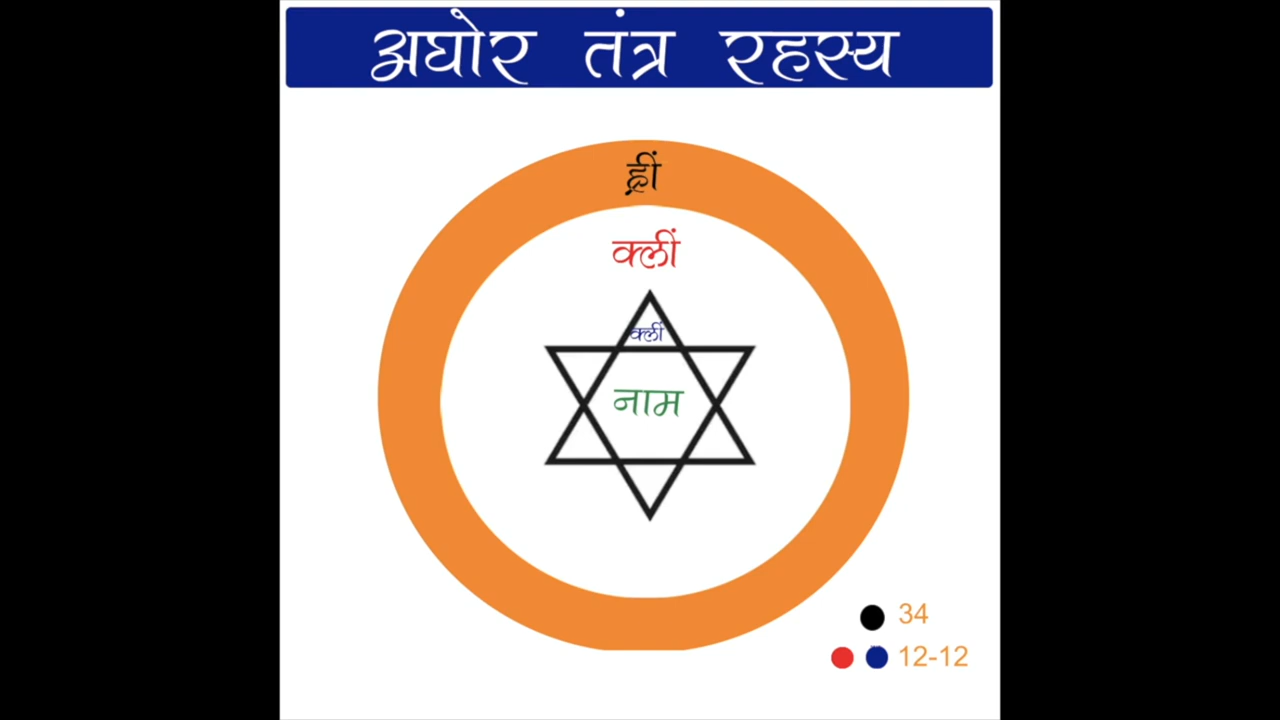 अघोर तंत्र रहस्य
ह्रीं
क्लीं
क्लीं
नाम
34
12-12